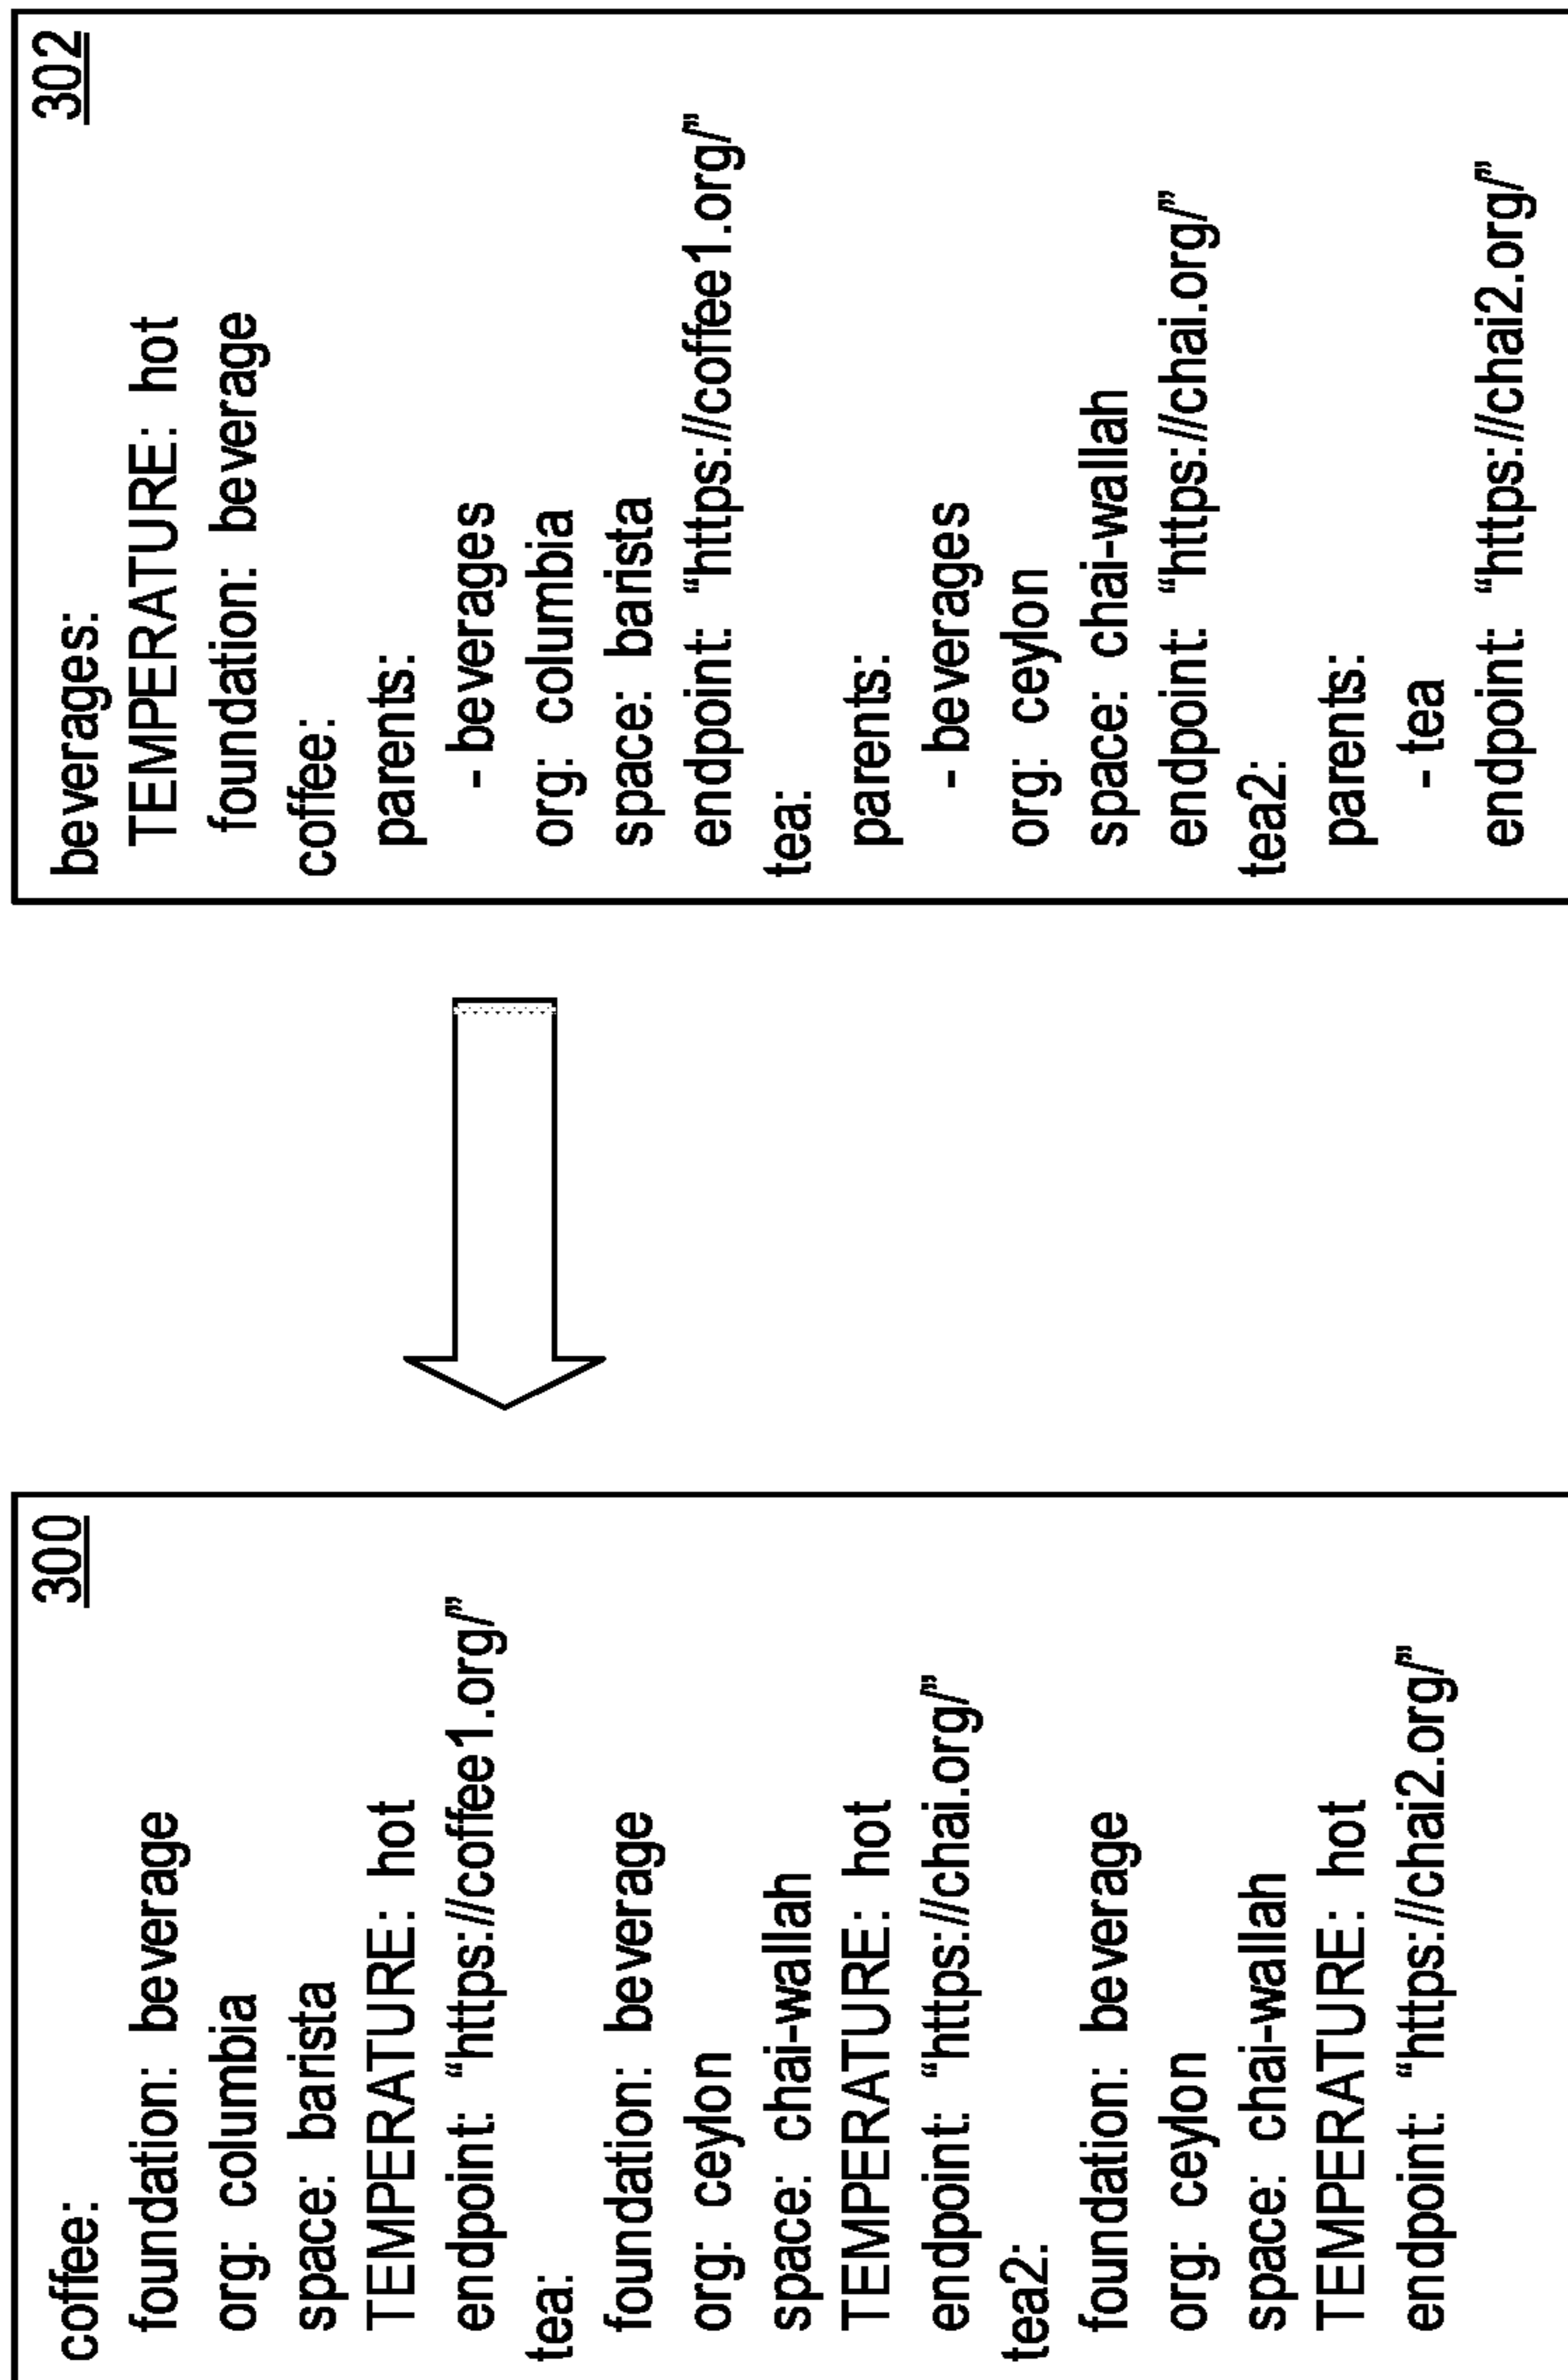 300
coffee:
foundation: beverage
org: columbia
space: barista
TEMPERATURE: hot
endpoint: “https://coffee1.org/”
tea:
foundation: beverage
org: ceylon
space: chai-wallah
TEMPERATURE: hot
endpoint: “https://chai.org/”
tea2:
foundation: beverage
org: ceylon
space: chai-wallah
TEMPERATURE: hot
endpoint: “https://chai2.org/”
302
beverages:
TEMPERATURE: hot
foundation: beverage
coffee:
parents:
- beverages
org: columbia
space: barista
endpoint: “https://coffee1.org/”
tea:
parents:
- beverages
org: ceylon
space: chai-wallah
endpoint: “https://chai.org/”
tea2:
parents:
- tea
endpoint: “https://chai2.org/”